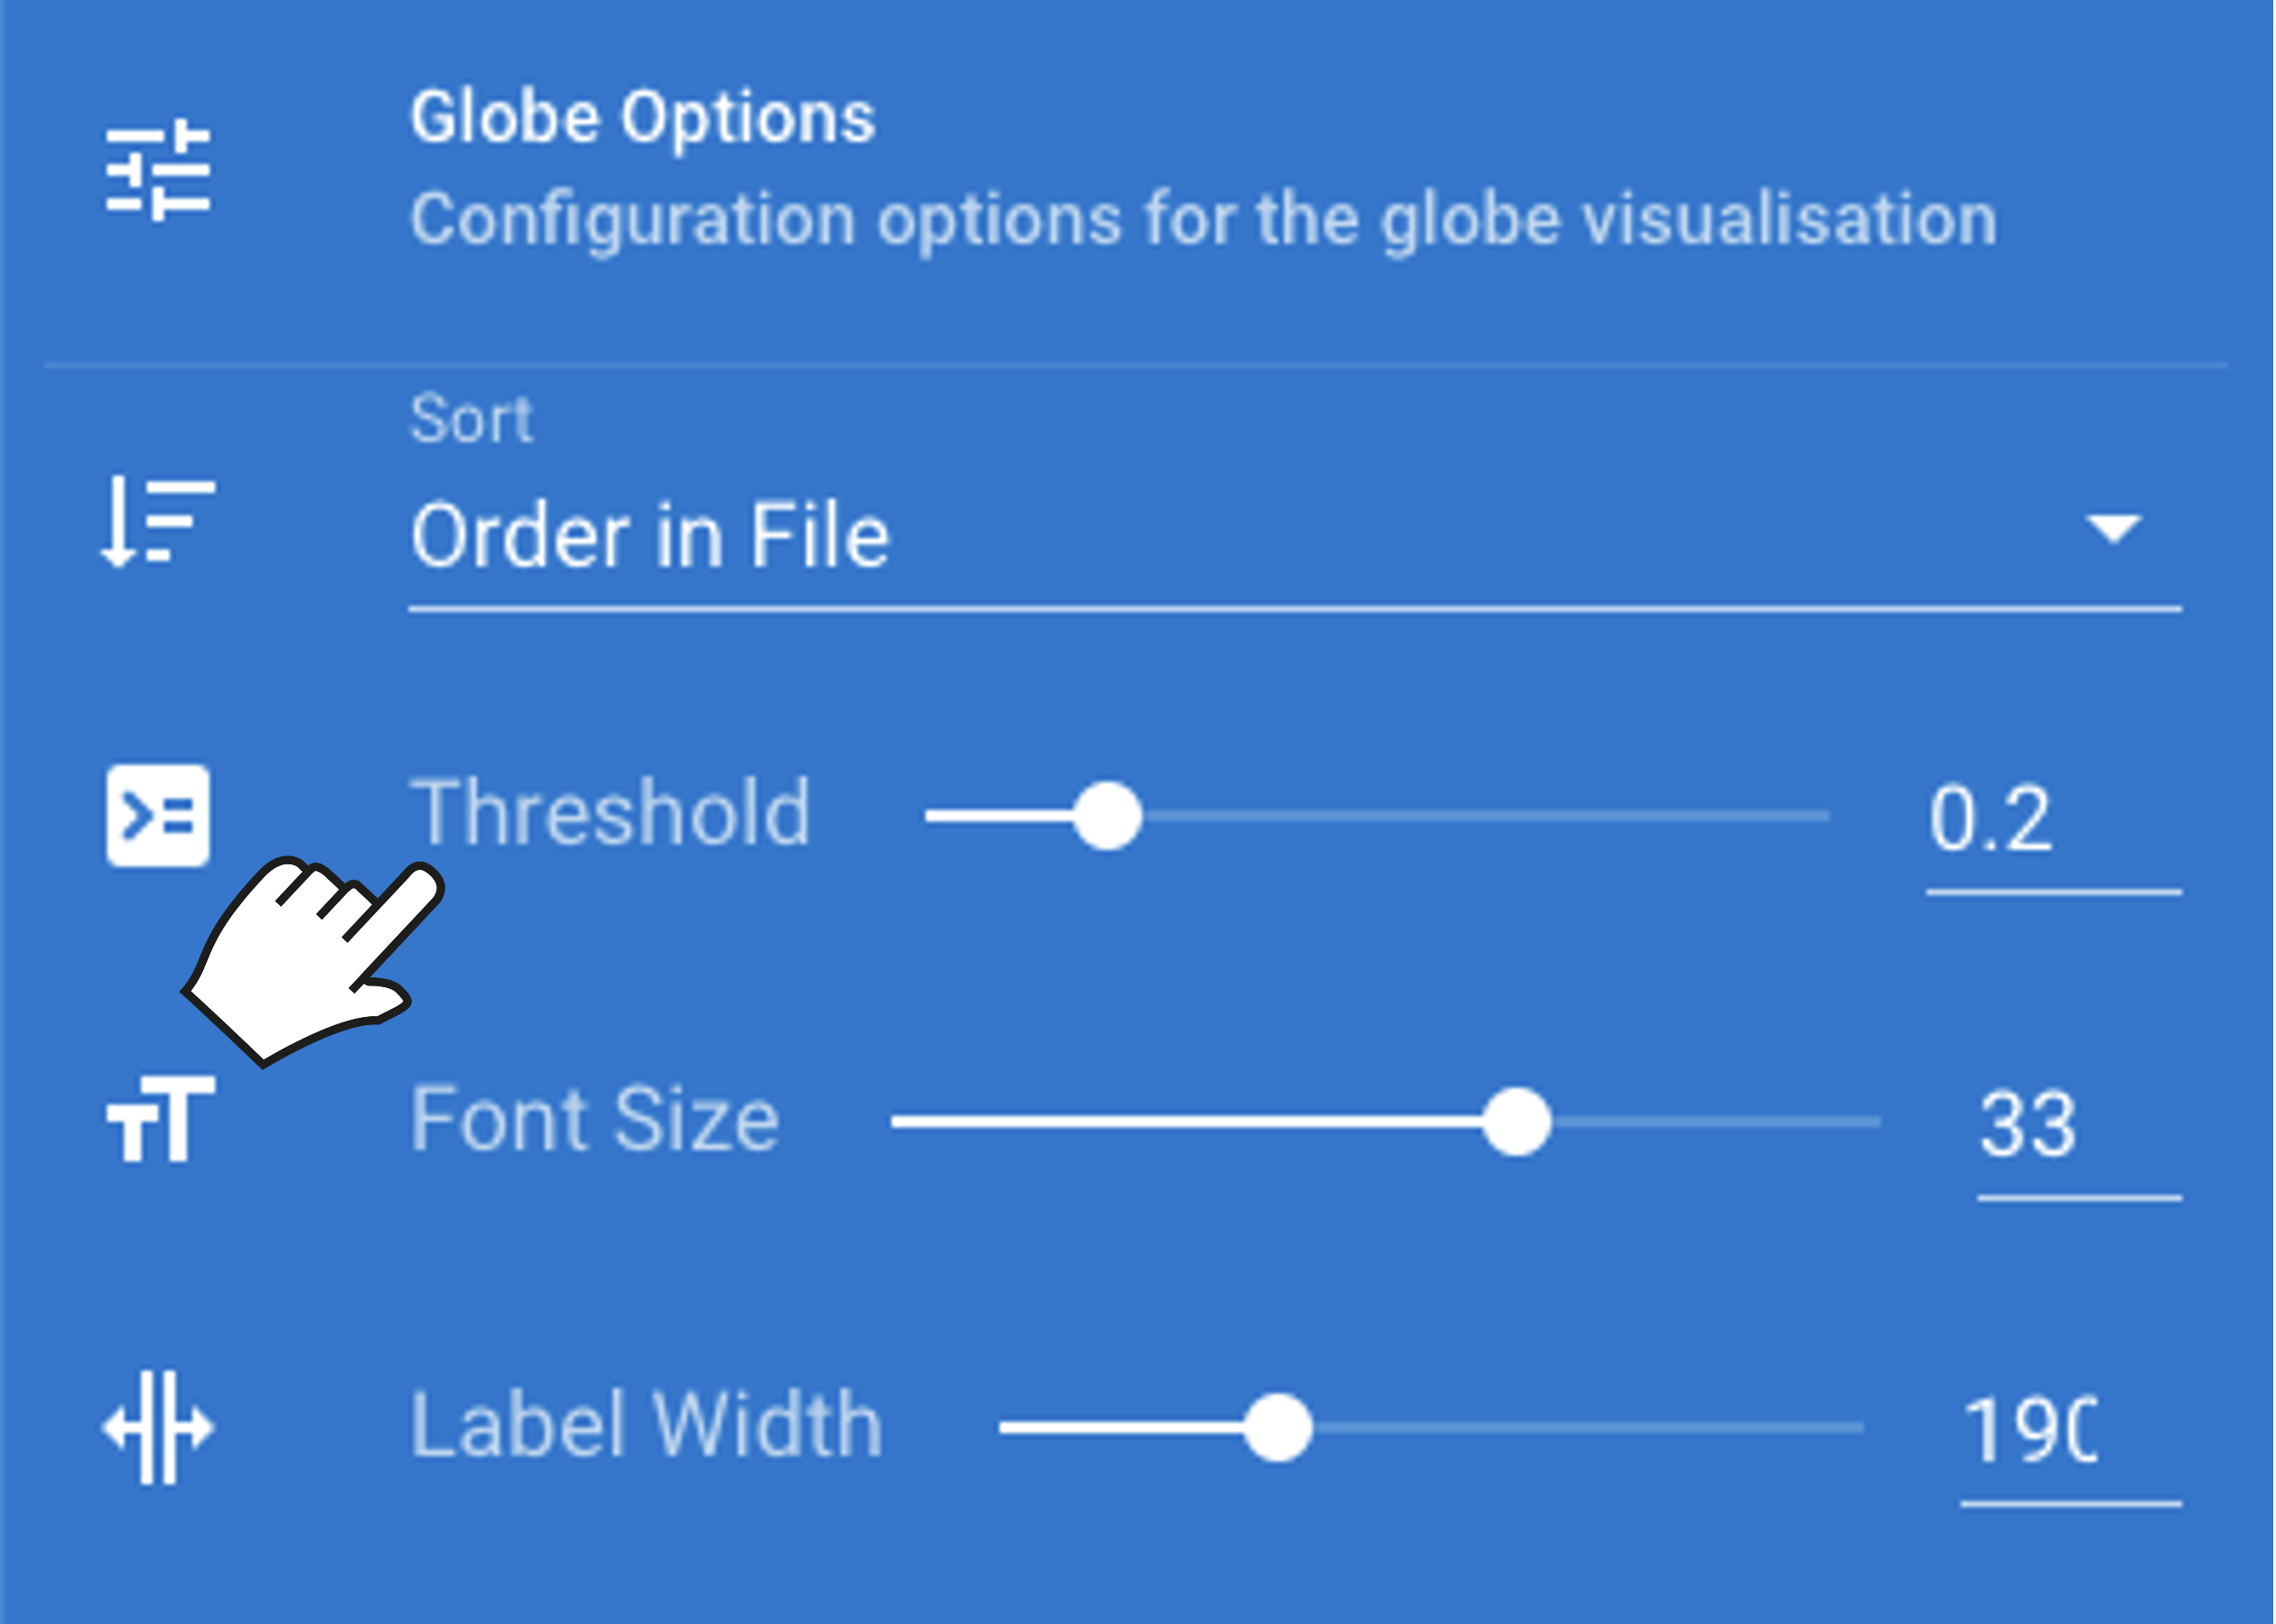 Globe Options
Configuration options for the globe visualisation
Sort
Order in File
Threshold 0.2
Font Size 33
Label Width 190